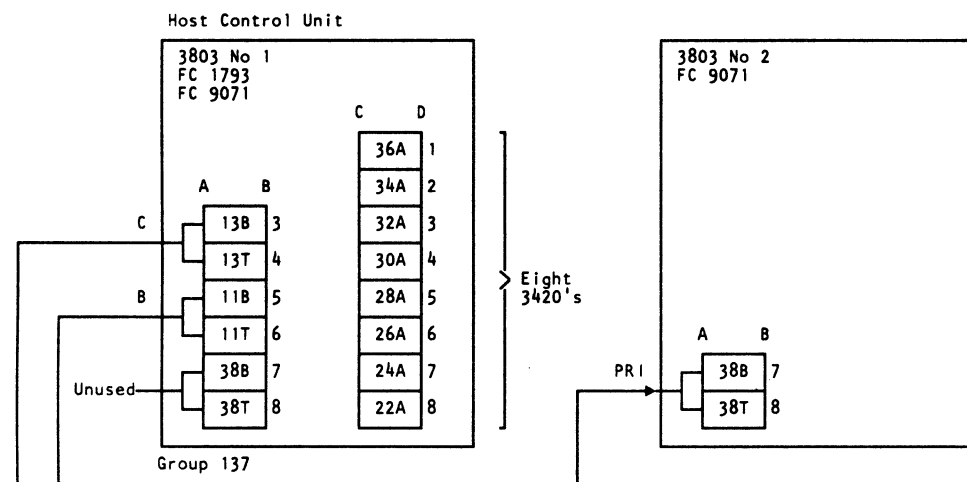 Host Control Unit
3803 No 1
FC 1793
FC 9071
C D
36A 1
34A 2
32A 3
30A 4
28A 5
26A 6
24A 7
22A 8
A B
13B 3
13T 4
11B 5
11T 6
38B 7
38T 8
C
B
Unused
Group 137
Eight
3420's
3803 No 2
FC 9071
A B
38B 7
38T 8
PRI